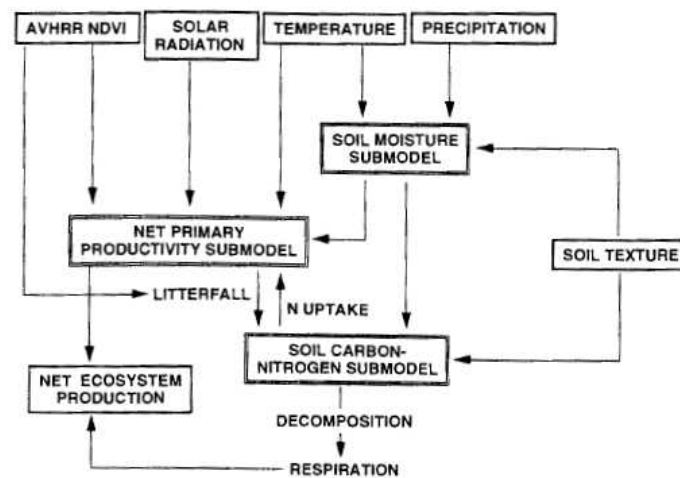 AVHRR NDVI
SOLAR
RADIATION
TEMPERATURE
PRECIPITATION
SOIL MOISTURE
SUBMODEL
NET PRIMARY
PRODUCTIVITY SUBMODEL
SOIL TEXTURE
LITTERFALL
N UPTAKE
SOIL CARBON-
NITROGEN SUBMODEL
NET ECOSYSTEM
PRODUCTION
DECOMPOSITION
RESPIRATION